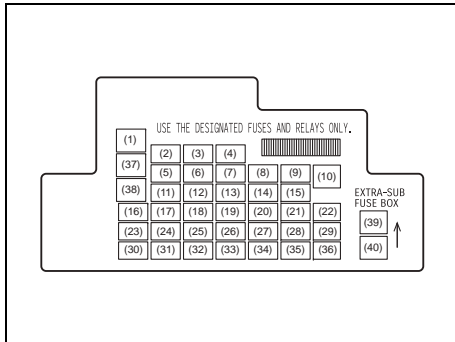 USE THE DESIGNATED FUSES AND RELAYS ONLY.
(1)
(2) (3) (4)
(37) (5) (6) (7) (8) (9) (10)
(38) (11) (12) (13) (14) (15)
EXTRA-SUB
FUSE BOX
(16) (17) (18) (19) (20) (21) (22) (39)
(23) (24) (25) (26) (27) (28) (29)
(40)
(30) (31) (32) (33) (34) (35) (36)